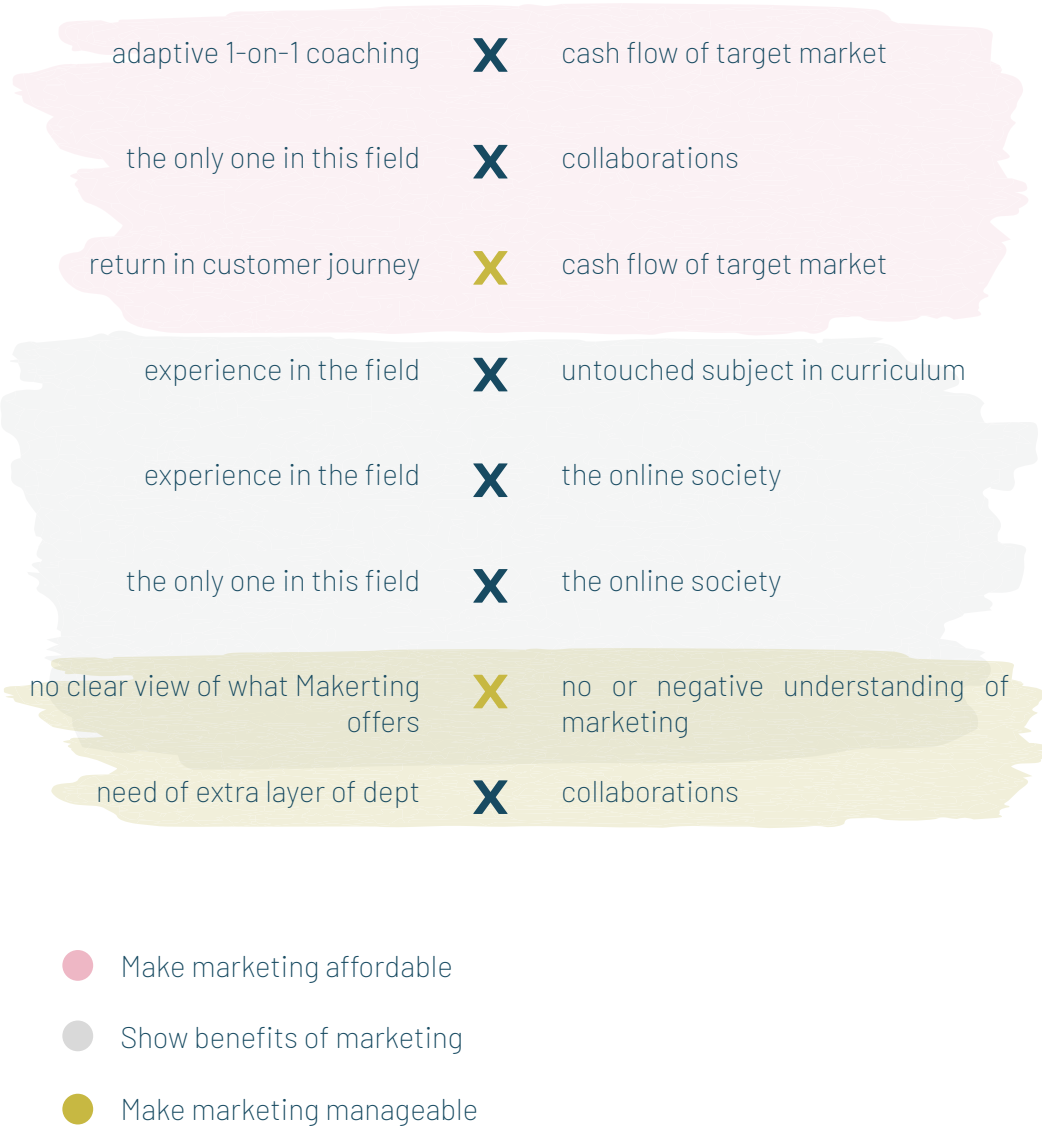 adaptive 1-on-1 coaching X cash flow of target market
the only one in this field X collaborations
return in customer journey X cash flow of target market
experience in the field X untouched subject in curriculum
experience in the field X the online society
the only one in this field X the online society
no clear view of what Makerting X no or negative understanding of
offers marketing
need of extra layer of dept X collaborations
Make marketing affordable
Show benefits of marketing
Make marketing manageable